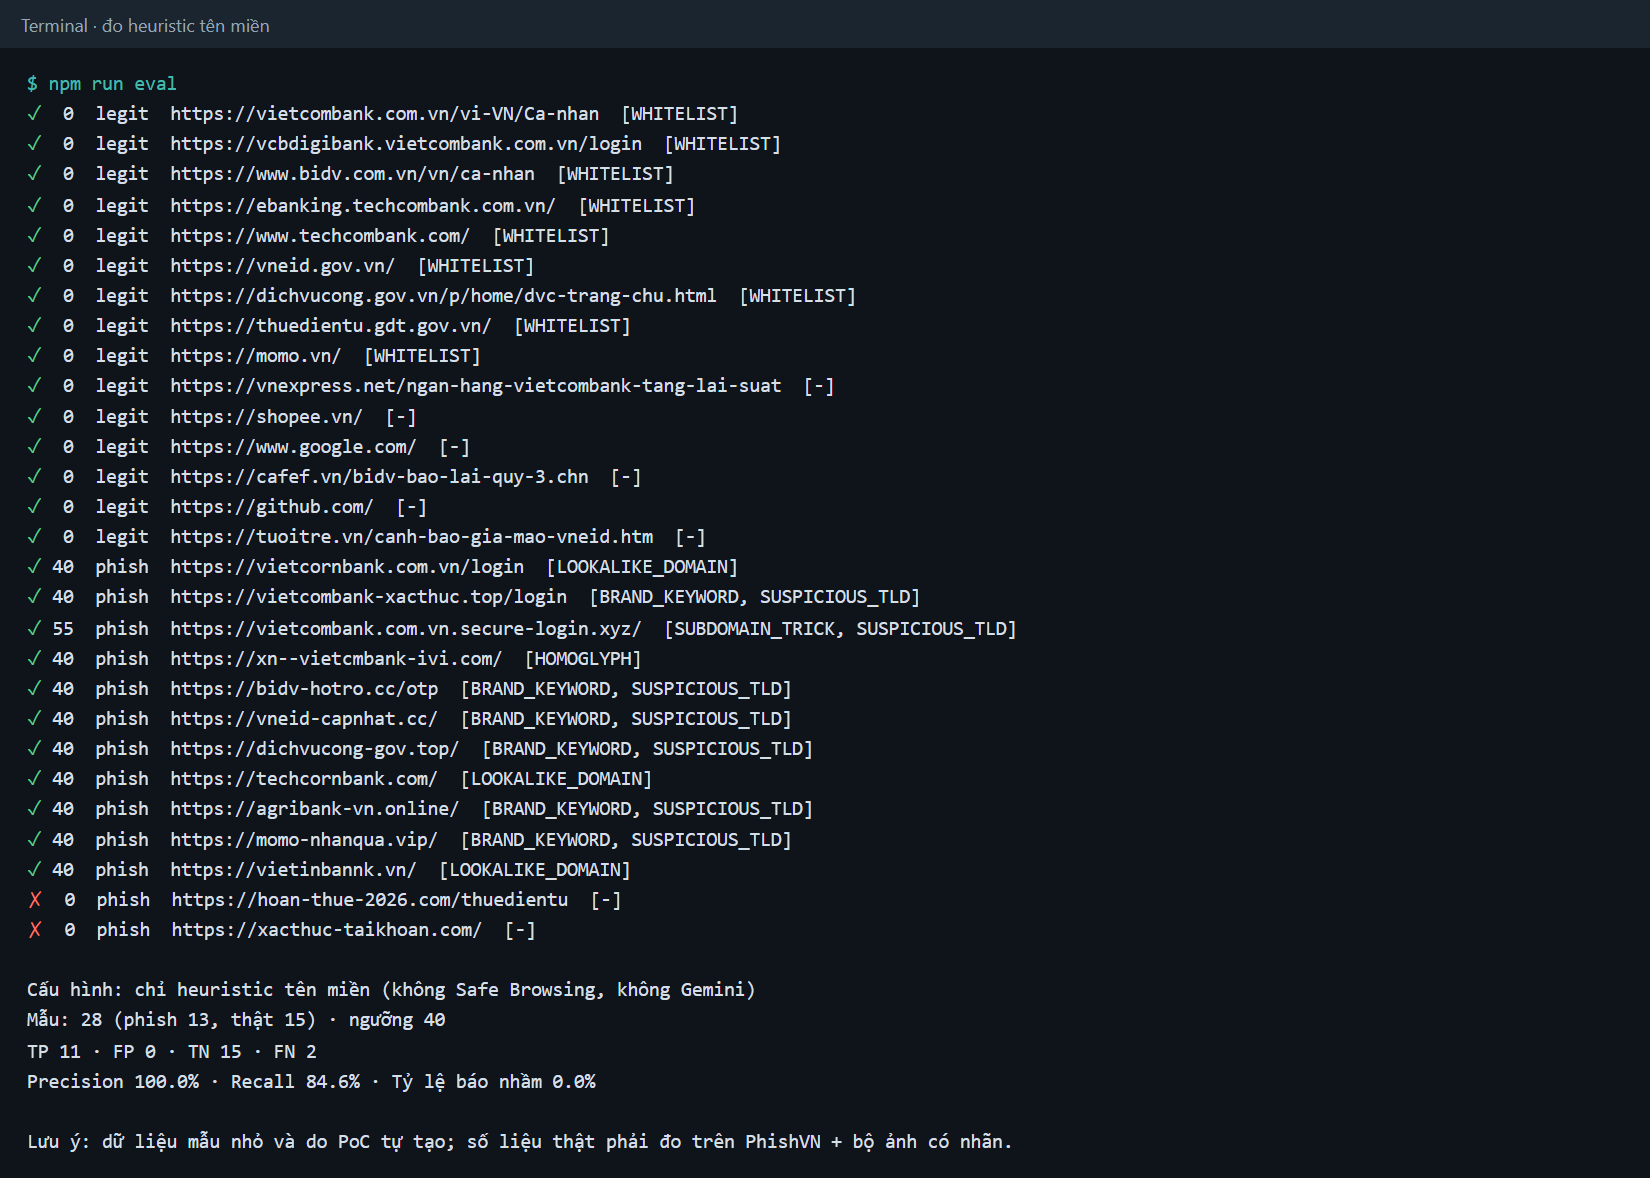 Terminal · đo heuristic tên miền
$ npm run eval
✓ 0 legit https://vietcombank.com.vn/vi-VN/Ca-nhan [WHITELIST]
✓ 0 legit https://vcbdigibank.vietcombank.com.vn/login [WHITELIST]
✓ 0 legit https://www.bidv.com.vn/vn/ca-nhan [WHITELIST]
✓ 0 legit https://ebanking.techcombank.com.vn/ [WHITELIST]
✓ 0 legit https://www.techcombank.com/ [WHITELIST]
✓ 0 legit https://vneid.gov.vn/ [WHITELIST]
✓ 0 legit https://dichvucong.gov.vn/p/home/dvc-trang-chu.html [WHITELIST]
✓ 0 legit https://thuedientu.gdt.gov.vn/ [WHITELIST]
✓ 0 legit https://momo.vn/ [WHITELIST]
✓ 0 legit https://vnexpress.net/ngan-hang-vietcombank-tang-lai-suat [-]
✓ 0 legit https://shopee.vn/ [-]
✓ 0 legit https://www.google.com/ [-]
✓ 0 legit https://cafef.vn/bidv-bao-lai-quy-3.chn [-]
✓ 0 legit https://github.com/ [-]
✓ 0 legit https://tuoitre.vn/canh-bao-gia-mao-vneid.htm [-]
✓ 40 phish https://vietcornbank.com.vn/login [LOOKALIKE_DOMAIN]
✓ 40 phish https://vietcombank-xacthuc.top/login [BRAND_KEYWORD, SUSPICIOUS_TLD]
✓ 55 phish https://vietcombank.com.vn.secure-login.xyz/ [SUBDOMAIN_TRICK, SUSPICIOUS_TLD]
✓ 40 phish https://xn--vietcmbank-ivi.com/ [HOMOGLYPH]
✓ 40 phish https://bidv-hotro.cc/otp [BRAND_KEYWORD, SUSPICIOUS_TLD]
✓ 40 phish https://vneid-capnhat.cc/ [BRAND_KEYWORD, SUSPICIOUS_TLD]
✓ 40 phish https://dichvucong-gov.top/ [BRAND_KEYWORD, SUSPICIOUS_TLD]
✓ 40 phish https://techcornbank.com/ [LOOKALIKE_DOMAIN]
✓ 40 phish https://agribank-vn.online/ [BRAND_KEYWORD, SUSPICIOUS_TLD]
✓ 40 phish https://momo-nhanqua.vip/ [BRAND_KEYWORD, SUSPICIOUS_TLD]
✓ 40 phish https://vietinbannk.vn/ [LOOKALIKE_DOMAIN]
✗ 0 phish https://hoan-thue-2026.com/thuedientu [-]
✗ 0 phish https://xacthuc-taikhoan.com/ [-]
Cấu hình: chỉ heuristic tên miền (không Safe Browsing, không Gemini)
Mẫu: 28 (phish 13, thật 15) · ngưỡng 40
TP 11 · FP 0 · TN 15 · FN 2
Precision 100.0% · Recall 84.6% · Tỷ lệ báo nhầm 0.0%
Lưu ý: dữ liệu mẫu nhỏ và do PoC tự tạo; số liệu thật phải đo trên PhishVN + bộ ảnh có nhãn.